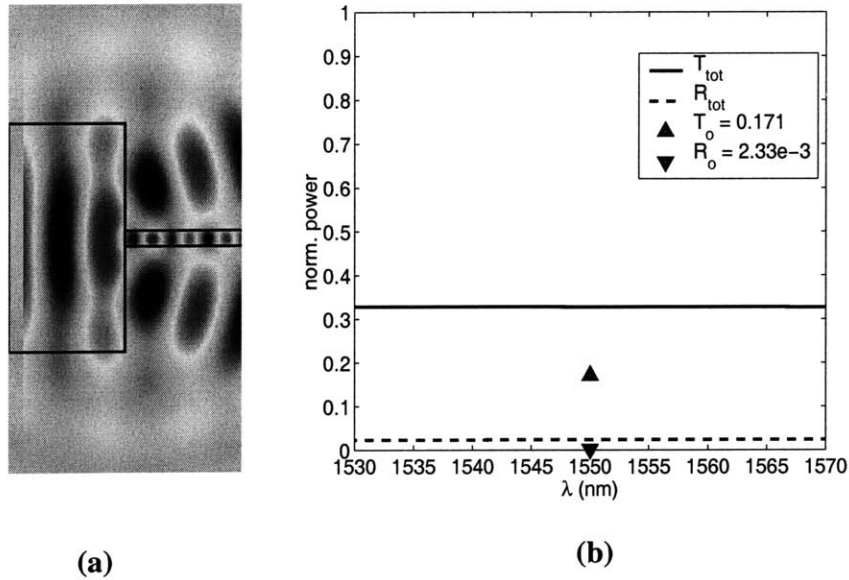 1
0.9
0.8
0.7
0.6
0.5
0.4
0.3
0.2
0.1
0
norm. power
T_tot
R_tot
T_o = 0.171
R_o = 2.33e−3
1530 1535 1540 1545 1550 1555 1560 1565 1570
λ (nm)
(a)
(b)